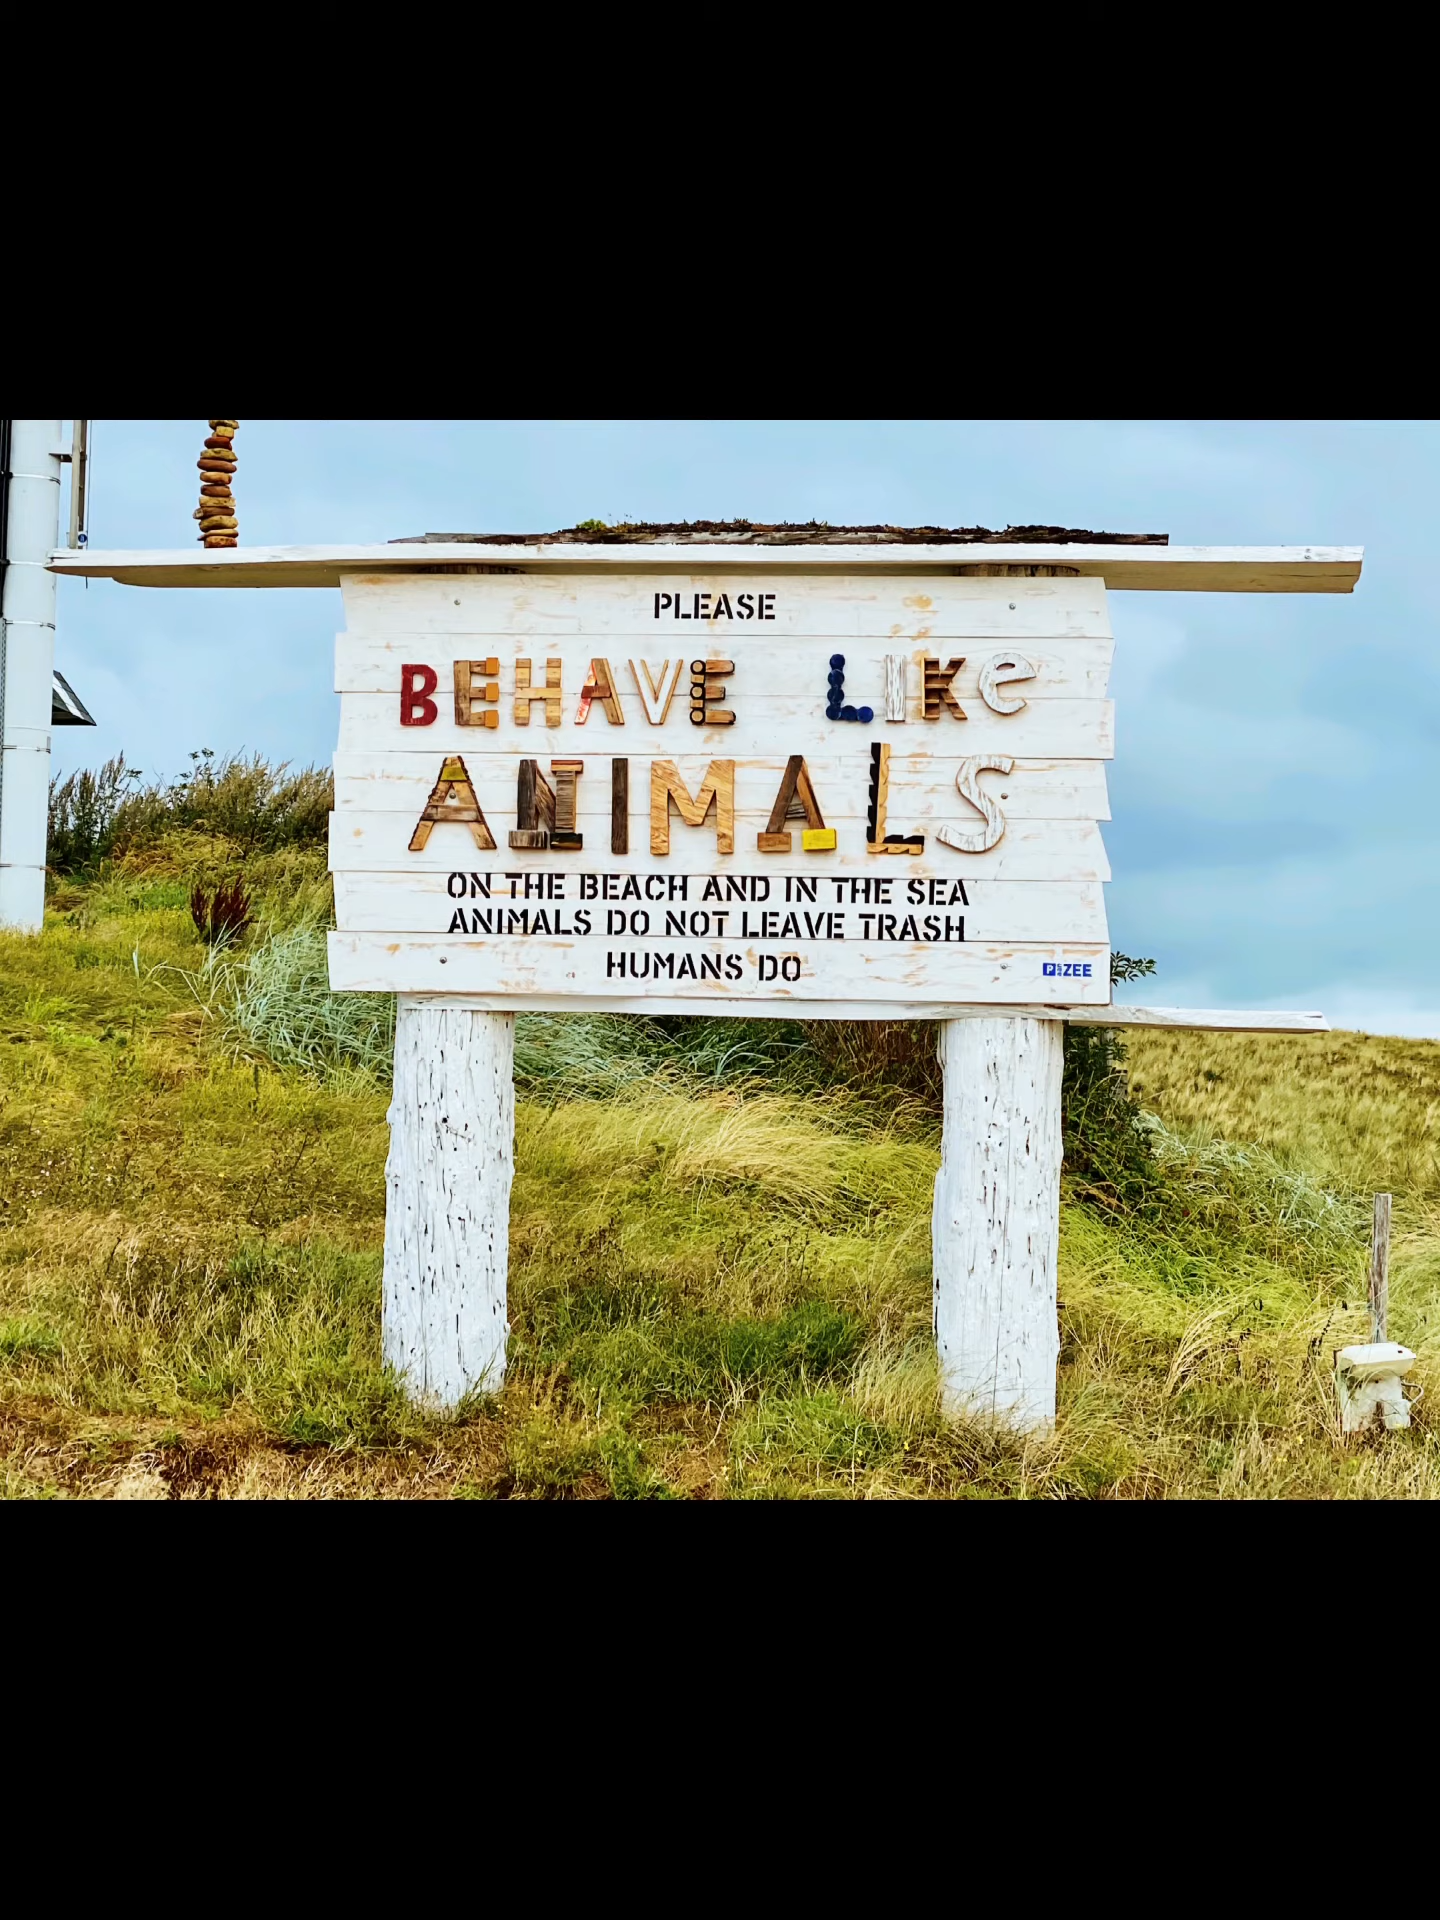 PLEASE
BEHAVE LIKe
ANIMALS
ON THE BEACH AND IN THE SEA
ANIMALS DO NOT LEAVE TRASH
HUMANS DO
P ZEE